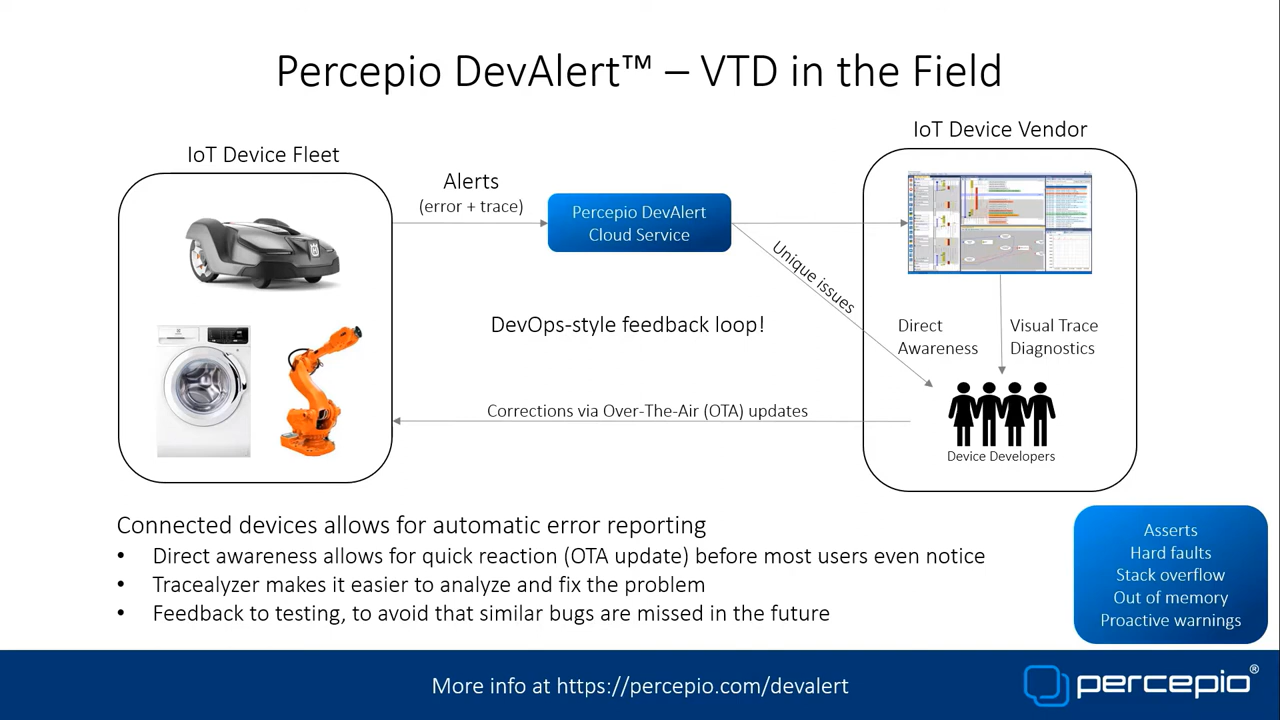 Percepio DevAlert™ – VTD in the Field
IoT Device Fleet
Alerts
(error + trace)
Percepio DevAlert
Cloud Service
IoT Device Vendor
Unique issues
DevOps-style feedback loop!
Direct
Awareness
Visual Trace
Diagnostics
Corrections via Over-The-Air (OTA) updates
Device Developers
Connected devices allows for automatic error reporting
• Direct awareness allows for quick reaction (OTA update) before most users even notice
• Tracealyzer makes it easier to analyze and fix the problem
• Feedback to testing, to avoid that similar bugs are missed in the future
Asserts
Hard faults
Stack overflow
Out of memory
Proactive warnings
More info at https://percepio.com/devalert
percepio®